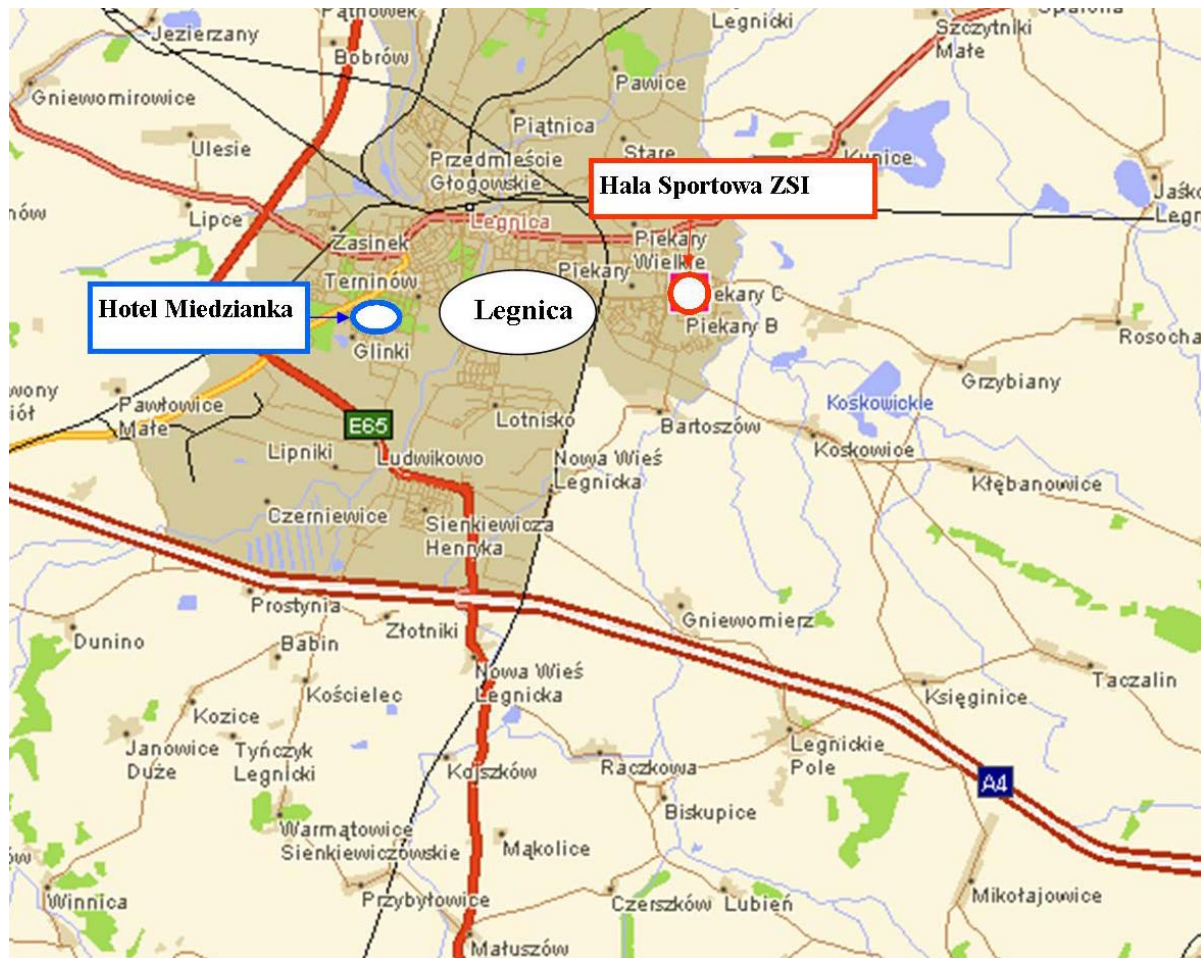 Pątnówek
Legnicki
Szczytniki
Małe
Jezierzany
Bobrów
Pawice
Gniewomirowice
Piątnica
Ulesie
Przedmieście
Głogowskie
Stare
Kunice
Hala Sportowa ZSI
Lipce
Legnica
Zasinek
Piekary
Wielkie
Piekary
Terninów
Hotel Miedzianka
Legnica
ekary C
Piekary B
Glinki
Rosocha
Grzybiany
Pawłowice
Małe
Koskowickie
E65
Lotnisko
Bartoszów
Koskowice
Lipniki
Ludwikowo
Nowa Wieś
Legnicka
Kłębanowice
Czerniewice
Sienkiewicza
Henryka
Prostynia
Gniewomierz
Dunino
Złotniki
Babin
Nowa Wieś
Legnicka
Taczalin
Kościelec
Księginice
Kozice
Janowice
Duże
Tyńczyk
Legnicki
Legnickie
Pole
Kojszków
Raczkowa
A4
Biskupice
Warmątowice
Sienkiewiczowskie
Mąkolice
Mikołajowice
Winnica
Przybyłowice
Czerszków
Lubień
Małuszów